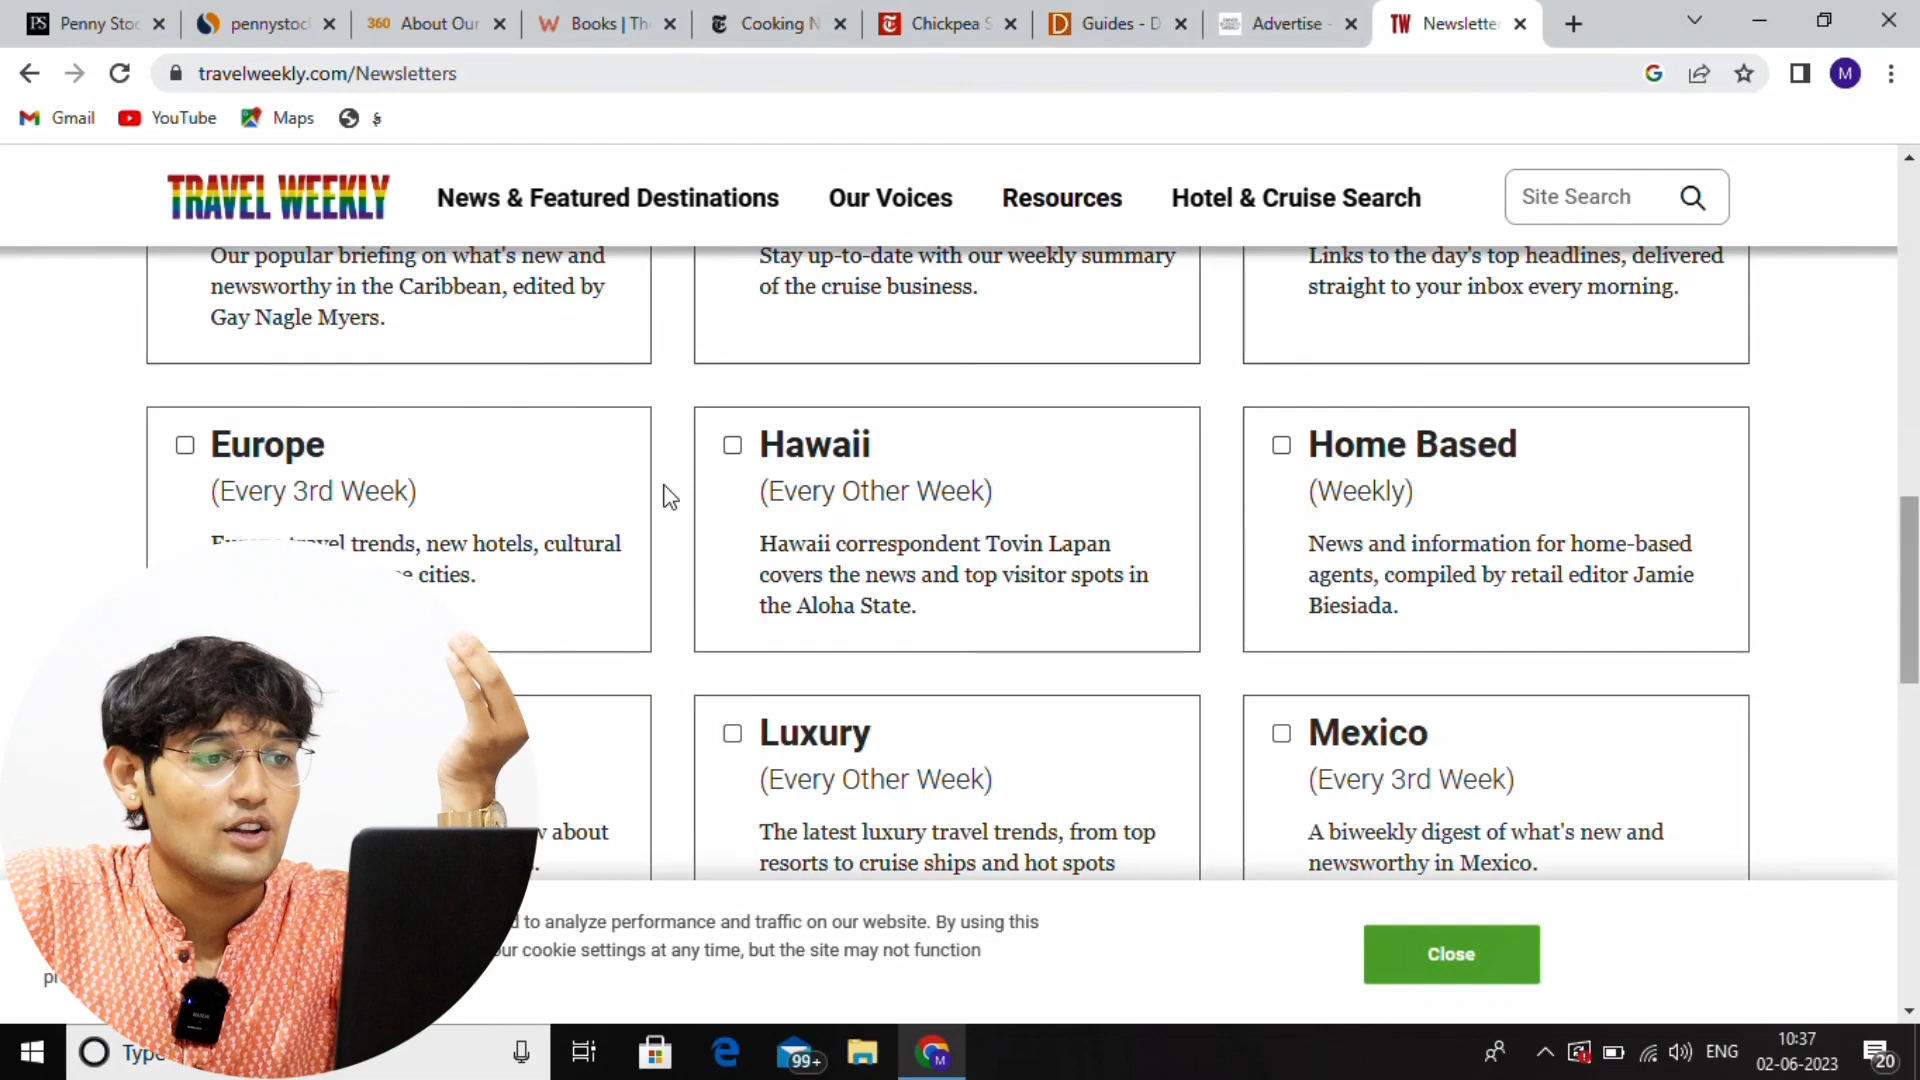 PS Penny Stoc
pennystoc
360 About Our
W Books | Th
Cooking N
Chickpea S
D Guides - D
Advertise -
TW Newsletter
travelweekly.com/Newsletters
M
Gmail
YouTube
Maps
TRAVEL WEEKLY
News & Featured Destinations
Our Voices
Resources
Hotel & Cruise Search
Site Search
Our popular briefing on what's new and
newsworthy in the Caribbean, edited by
Gay Nagle Myers.
Stay up-to-date with our weekly summary
of the cruise business.
Links to the day's top headlines, delivered
straight to your inbox every morning.
Europe
(Every 3rd Week)
travel trends, new hotels, cultural
cities.
Hawaii
(Every Other Week)
Hawaii correspondent Tovin Lapan
covers the news and top visitor spots in
the Aloha State.
Home Based
(Weekly)
News and information for home-based
agents, compiled by retail editor Jamie
Biesiada.
about
Luxury
(Every Other Week)
The latest luxury travel trends, from top
resorts to cruise ships and hot spots
Mexico
(Every 3rd Week)
A biweekly digest of what's new and
newsworthy in Mexico.
to analyze performance and traffic on our website. By using this
our cookie settings at any time, but the site may not function
Close
Type
99+
M
ENG
10:37
02-06-2023
20